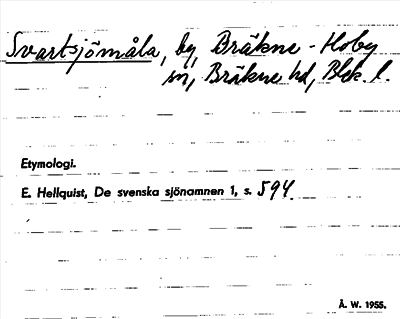 Svartsjömåla, by, Bräkne-Hoby
sn, Bräkne hd, Blek. l.
Etymologi.
E. Hellquist, De svenska sjönamnen 1, s. 594.
Å. W. 1955.